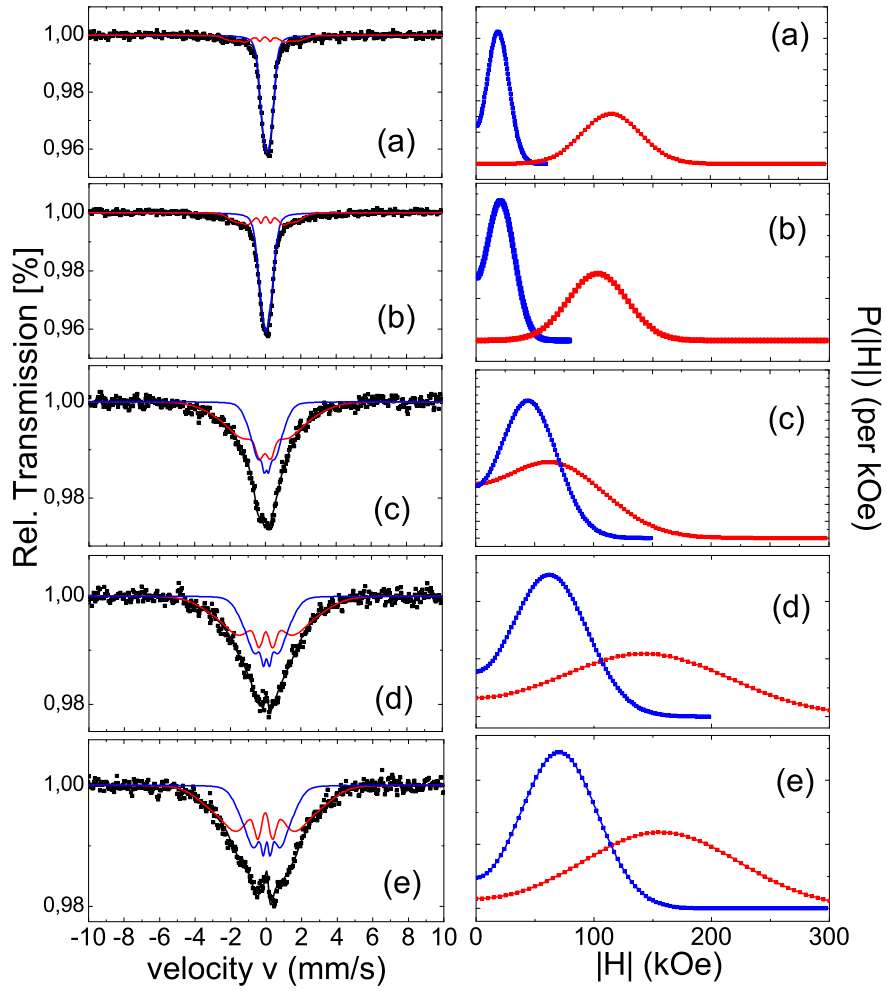 1,00
0,98
0,96
(a)
(a)
1,00
0,98
0,96
(b)
(b)
1,00
0,98
(c)
(c)
1,00
0,98
(d)
(d)
1,00
0,98
(e)
(e)
Rel. Transmission [%]
P(|H|) (per kOe)
-10 -8 -6 -4 -2 0 2 4 6 8 10
0 100 200 300
velocity v (mm/s)
|H| (kOe)